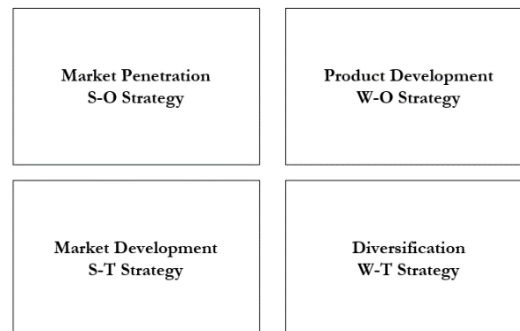 Market Penetration
S-O Strategy
Product Development
W-O Strategy
Market Development
S-T Strategy
Diversification
W-T Strategy